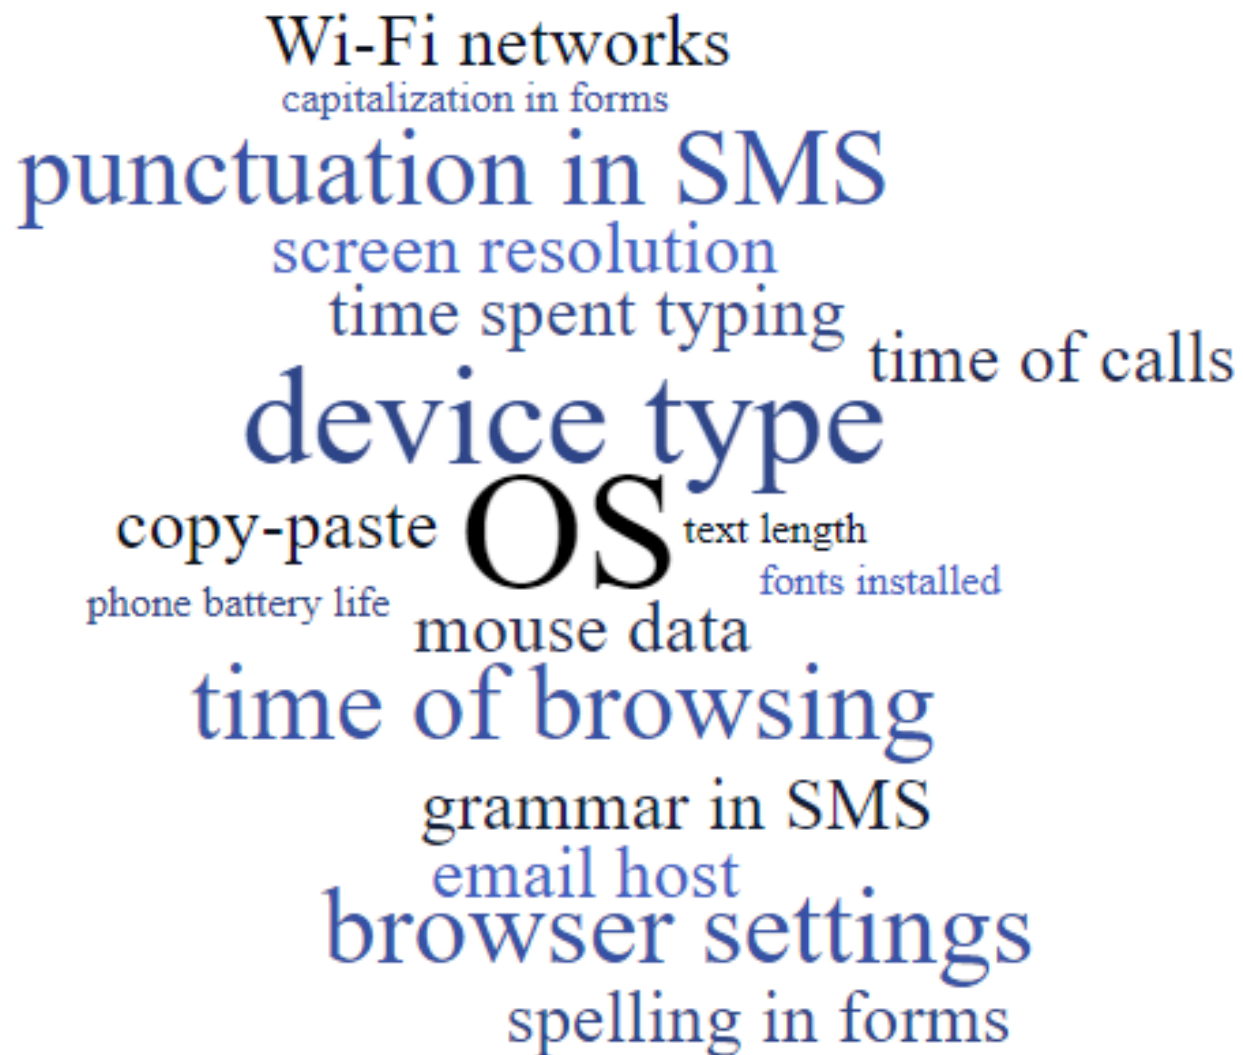 Wi-Fi networks
capitalization in forms
punctuation in SMS
screen resolution
time spent typing
time of calls
device type
copy-paste
OS
text length
fonts installed
phone battery life
mouse data
time of browsing
grammar in SMS
email host
browser settings
spelling in forms